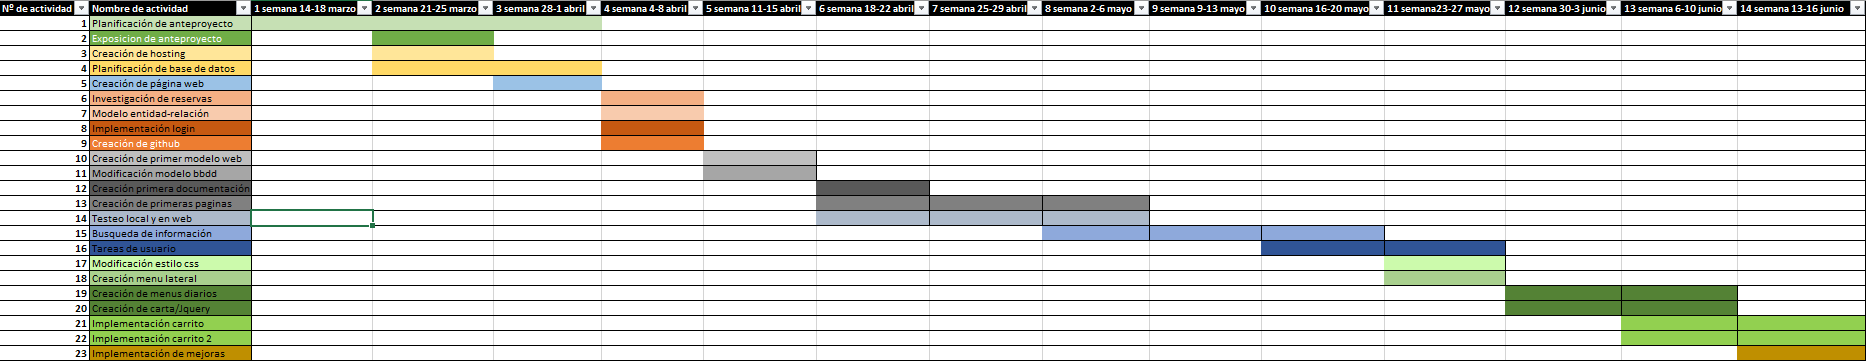 Nº de actividad Nombre de actividad 1 semana 14-18 marzo 2 semana 21-25 marzo 3 semana 28-1 abril 4 semana 4-8 abril 5 semana 11-15 abril 6 semana 18-22 abril 7 semana 25-29 abril 8 semana 2-6 mayo 9 semana 9-13 mayo 10 semana 16-20 mayo 11 semana23-27 mayo 12 semana 30-3 junio 13 semana 6-10 junio 14 semana 13-16 junio
1 Planificación de anteproyecto
2 Exposicion de anteproyecto
3 Creación de hosting
4 Planificación de base de datos
5 Creación de página web
6 Investigación de reservas
7 Modelo entidad-relación
8 Implementación login
9 Creación de github
10 Creación de primer modelo web
11 Modificación modelo bbdd
12 Creación primera documentación
13 Creación de primeras paginas
14 Testeo local y en web
15 Busqueda de información
16 Tareas de usuario
17 Modificación estilo css
18 Creación menu lateral
19 Creación de menus diarios
20 Creación de carta/Jquery
21 Implementación carrito
22 Implementación carrito 2
23 Implementación de mejoras